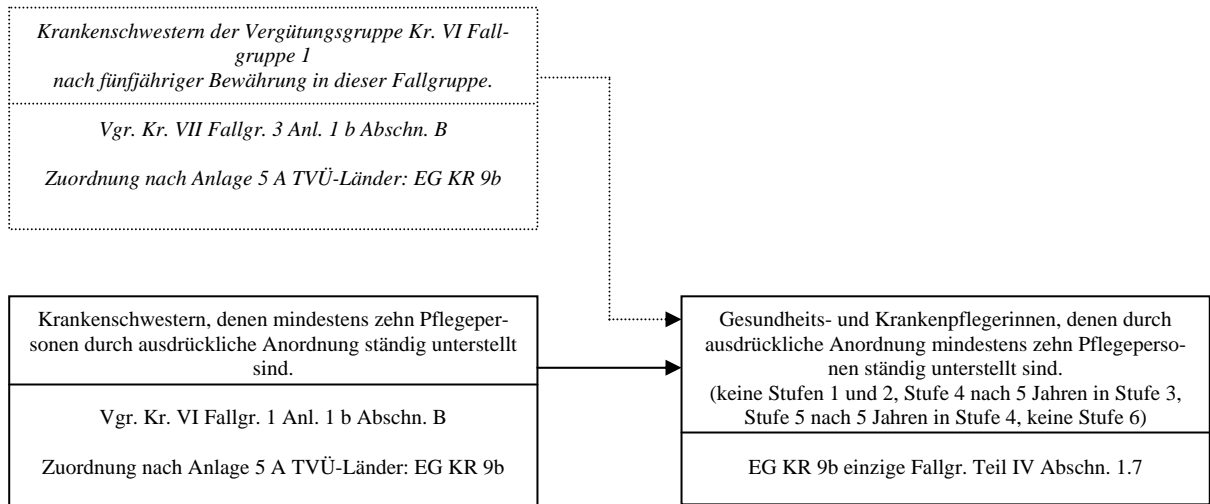 Krankenschwestern der Vergütungsgruppe Kr. VI Fall-
gruppe 1
nach fünfjähriger Bewährung in dieser Fallgruppe.
Vgr. Kr. VII Fallgr. 3 Anl. 1 b Abschn. B
Zuordnung nach Anlage 5 A TVÜ-Länder: EG KR 9b
Krankenschwestern, denen mindestens zehn Pflegeper-
sonen durch ausdrückliche Anordnung ständig unterstellt
sind.
Vgr. Kr. VI Fallgr. 1 Anl. 1 b Abschn. B
Zuordnung nach Anlage 5 A TVÜ-Länder: EG KR 9b
Gesundheits- und Krankenpflegerinnen, denen durch
ausdrückliche Anordnung mindestens zehn Pflegeperso-
nen ständig unterstellt sind.
(keine Stufen 1 und 2, Stufe 4 nach 5 Jahren in Stufe 3,
Stufe 5 nach 5 Jahren in Stufe 4, keine Stufe 6)
EG KR 9b einzige Fallgr. Teil IV Abschn. 1.7